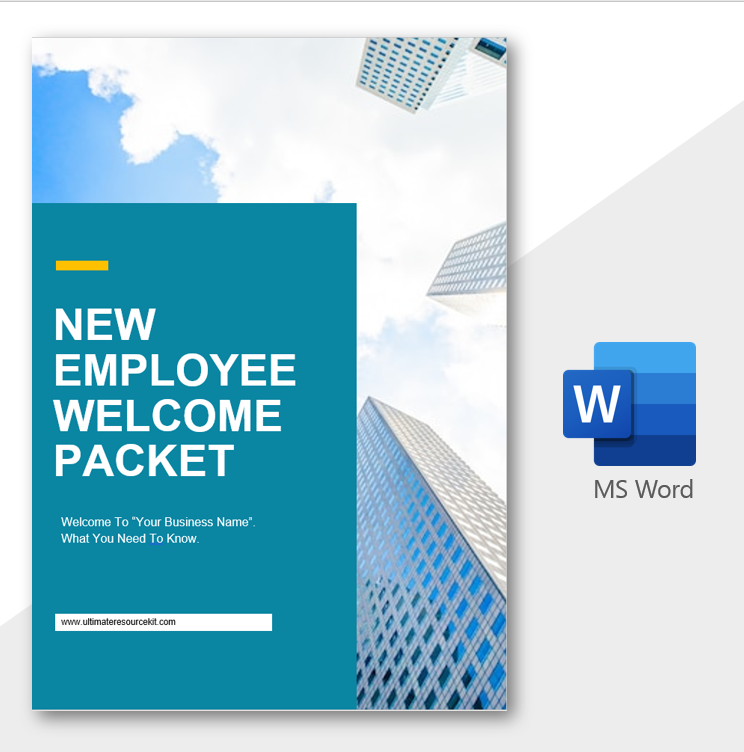 NEW
EMPLOYEE
WELCOME
PACKET
Welcome To "Your Business Name".
What You Need To Know.
www.ultimateresourcekit.com
W
MS Word